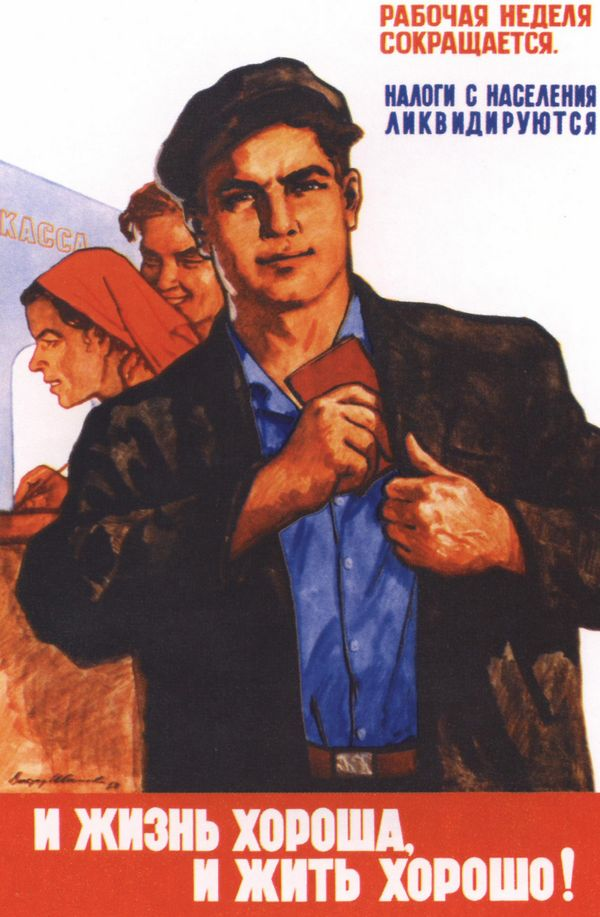 РАБОЧАЯ НЕДЕЛЯ
СОКРАЩАЕТСЯ.
НАЛОГИ С НАСЕЛЕНИЯ
ЛИКВИДИРУЮТСЯ
КАССА
И ЖИЗНЬ ХОРОША,
И ЖИТЬ ХОРОШО!